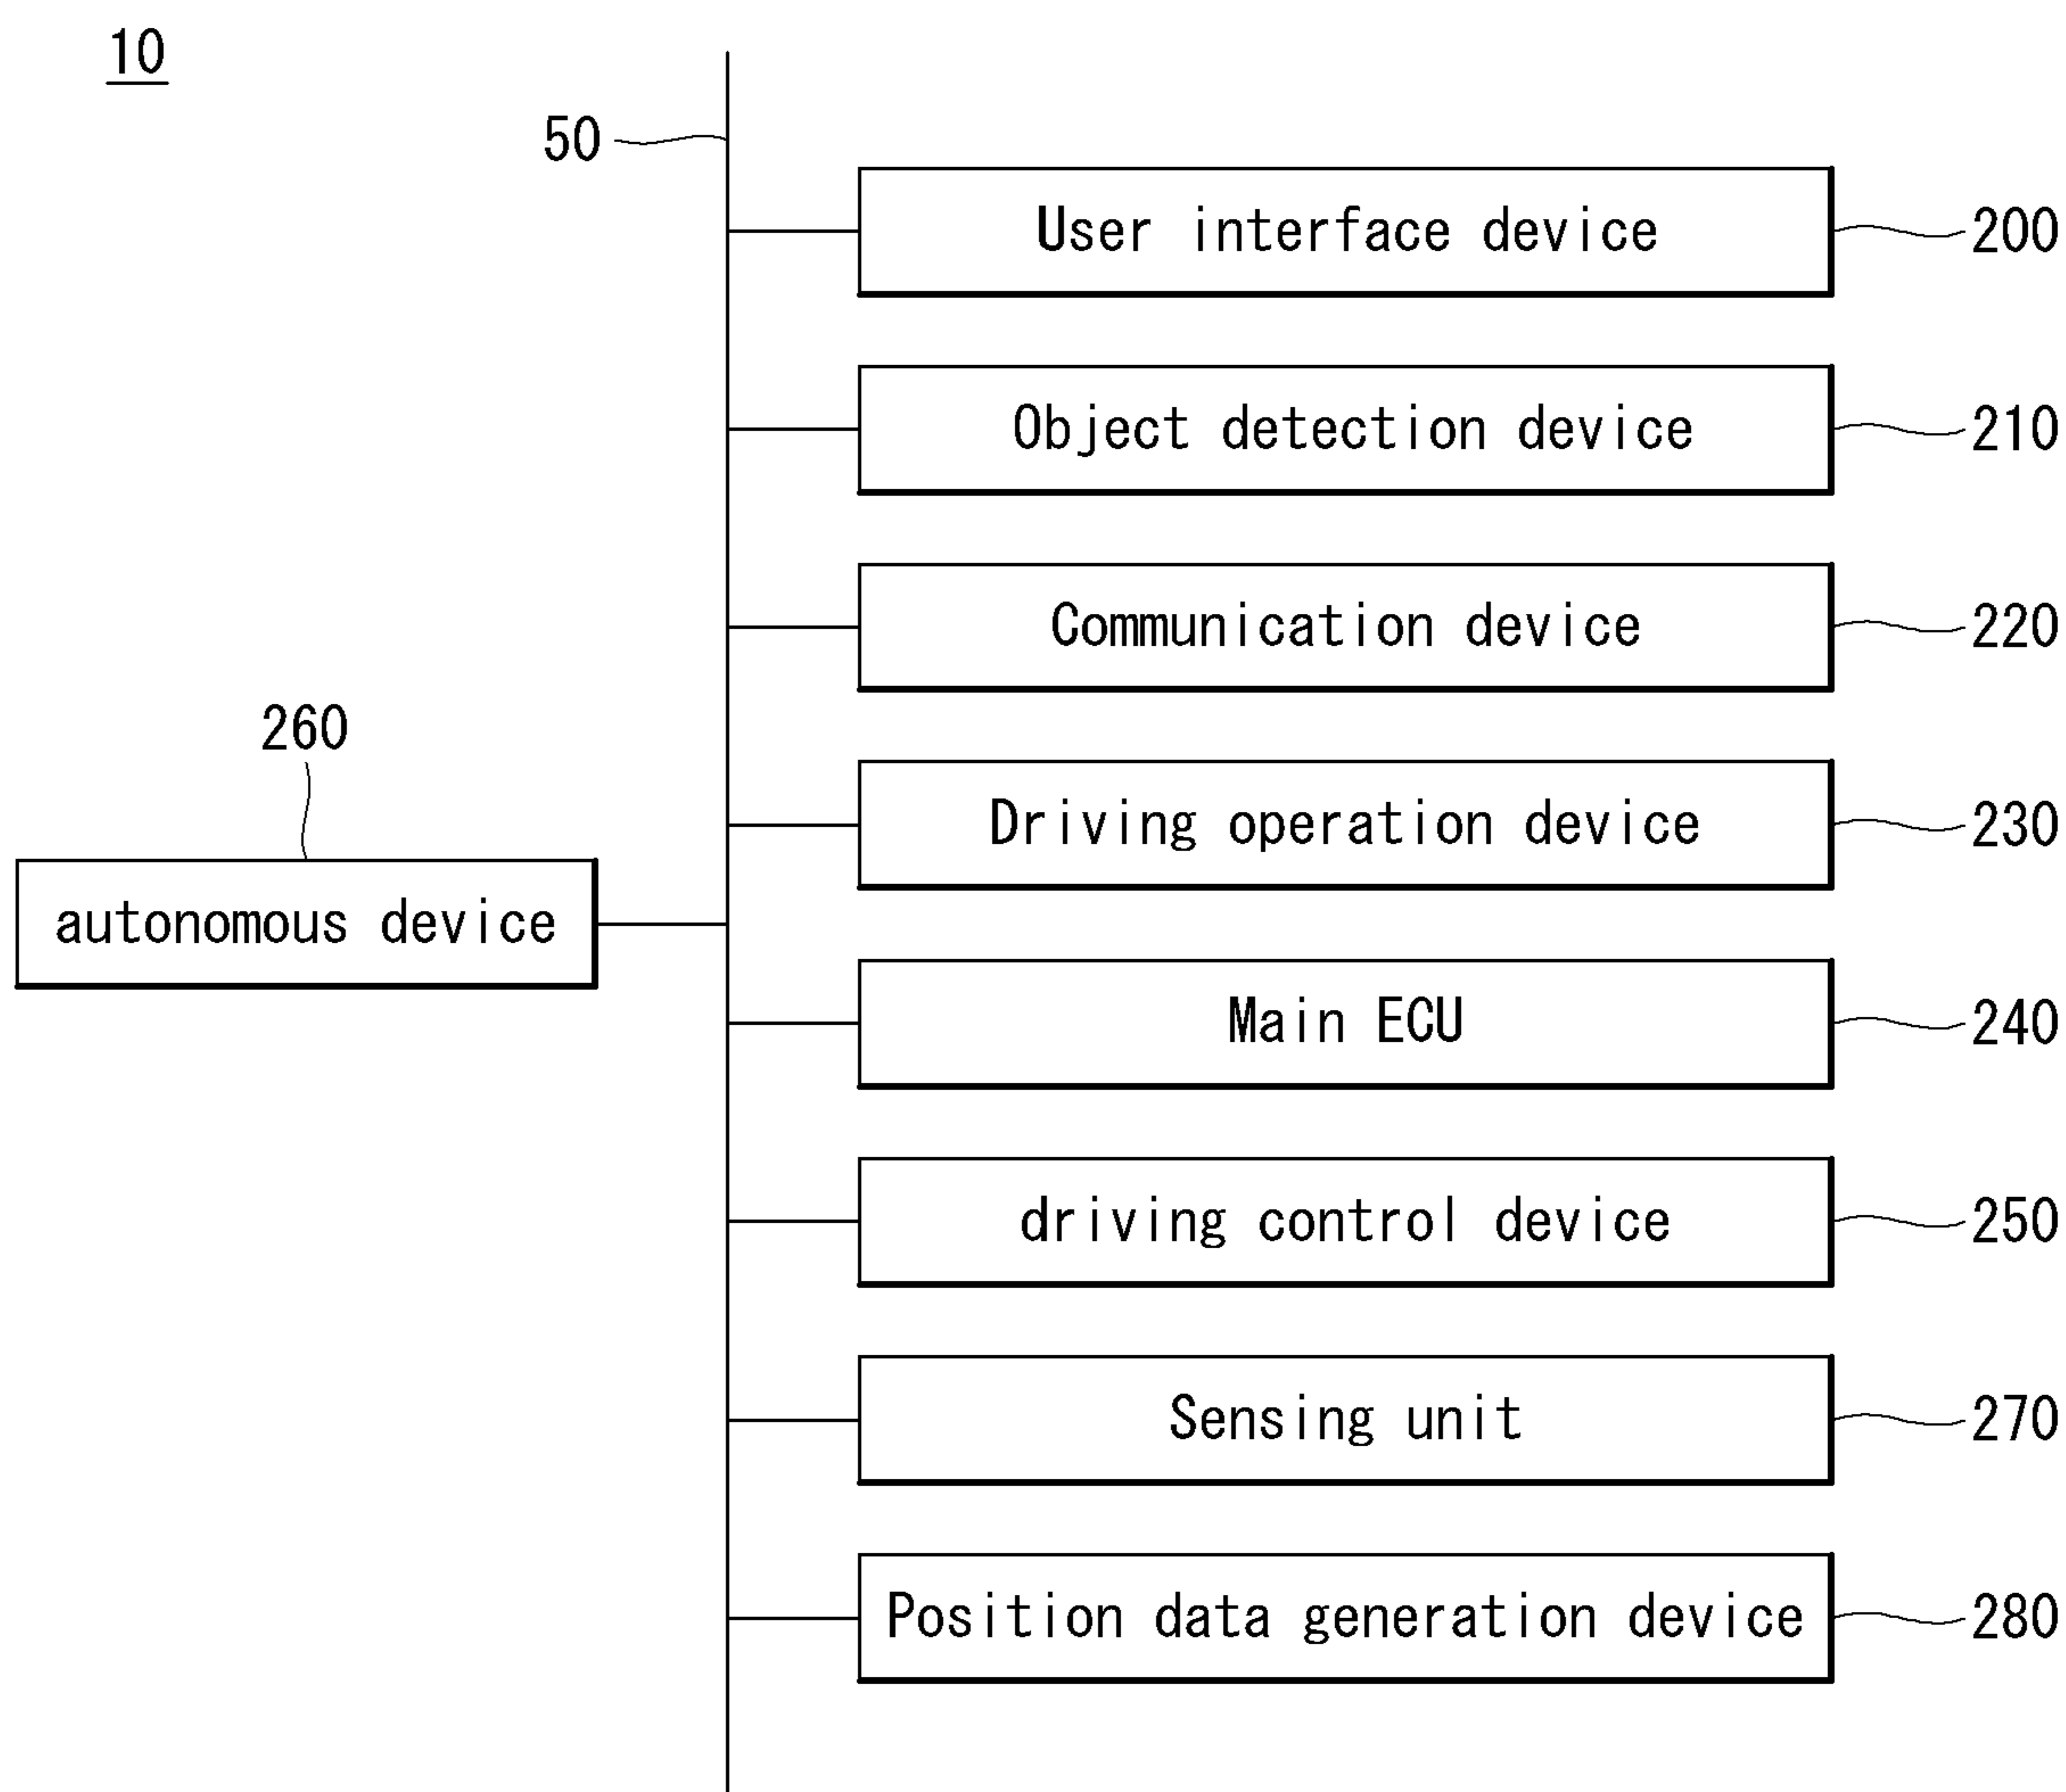 10
50
User interface device
200
Object detection device
210
Communication device
220
260
Driving operation device
230
autonomous device
Main ECU
240
driving control device
250
Sensing unit
270
Position data generation device
280